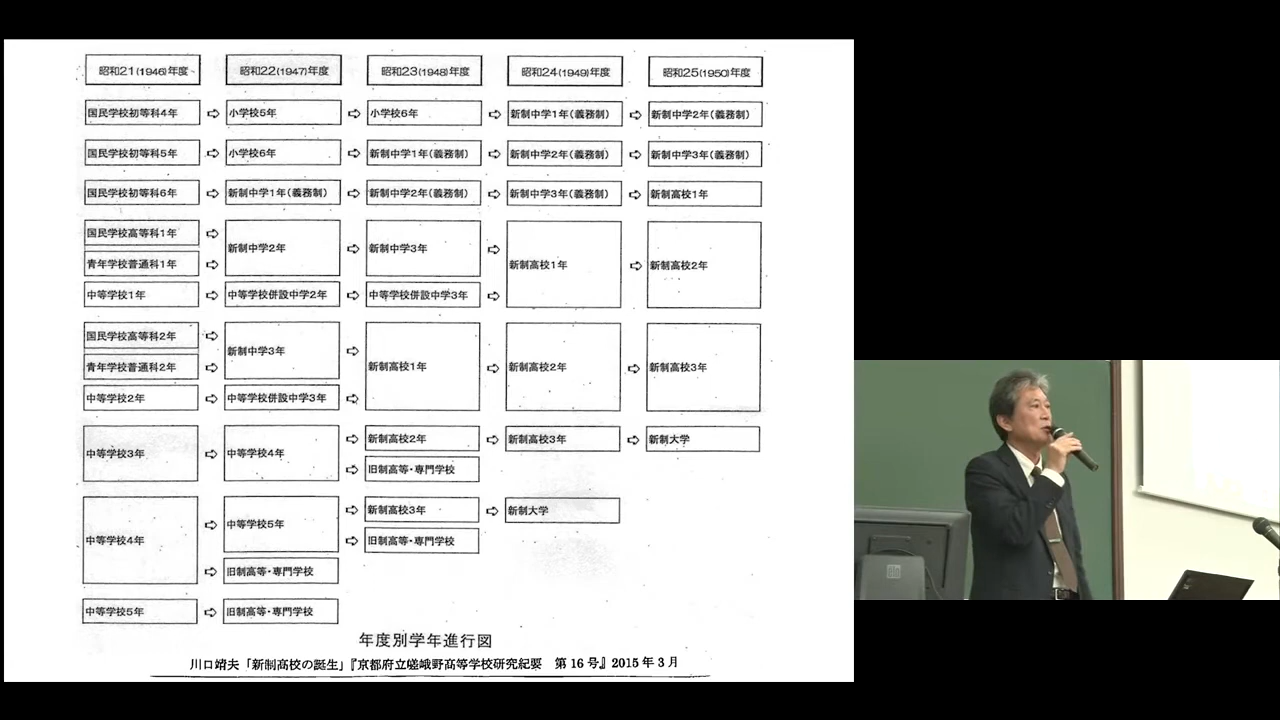 昭和21(1946)年度 昭和22(1947)年度 昭和23(1948)年度 昭和24(1949)年度 昭和25(1950)年度
国民学校初等科4年 ⇨ 小学校5年 ⇨ 小学校6年 ⇨ 新制中学1年(義務制) ⇨ 新制中学2年(義務制)
国民学校初等科5年 ⇨ 小学校6年 ⇨ 新制中学1年(義務制) ⇨ 新制中学2年(義務制) ⇨ 新制中学3年(義務制)
国民学校初等科6年 ⇨ 新制中学1年(義務制) ⇨ 新制中学2年(義務制) ⇨ 新制中学3年(義務制) ⇨ 新制高校1年
国民学校高等科1年 ⇨ 新制中学2年 ⇨ 新制中学3年 ⇨ 新制高校1年 ⇨ 新制高校2年
青年学校普通科1年 ⇨
中等学校1年 ⇨ 中等学校併設中学2年 ⇨ 中等学校併設中学3年 ⇨
国民学校高等科2年 ⇨ 新制中学3年 ⇨ 新制高校1年 ⇨ 新制高校2年 ⇨ 新制高校3年
青年学校普通科2年 ⇨
中等学校2年 ⇨ 中等学校併設中学3年 ⇨
中等学校3年 ⇨ 中等学校4年 ⇨ 新制高校2年 ⇨ 新制高校3年 ⇨ 新制大学
⇨ 旧制高等・専門学校
中等学校4年 ⇨ 中等学校5年 ⇨ 新制高校3年 ⇨ 新制大学
⇨ 旧制高等・専門学校
⇨ 旧制高等・専門学校
中等学校5年 ⇨ 旧制高等・専門学校
年度別学年進行図
川口靖夫「新制高校の誕生」『京都府立嵯峨野高等学校研究紀要 第16号』2015年3月